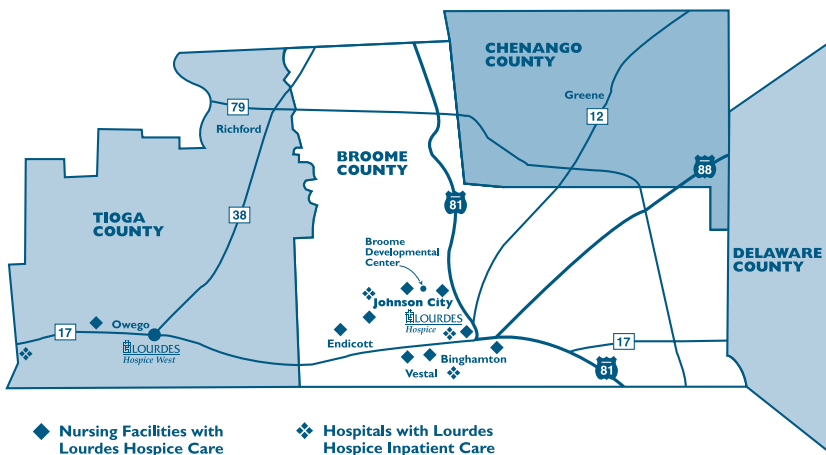 CHENANGO
COUNTY
Greene
79
12
Richford
BROOME
COUNTY
88
81
38
TIOGA
COUNTY
Broome
Developmental
Center
DELAWARE
COUNTY
Johnson City
LOURDES
Hospice
17
Owego
LOURDES
Hospice West
Endicott
Binghamton
Vestal
17
81
Nursing Facilities with
Lourdes Hospice Care
Hospitals with Lourdes
Hospice Inpatient Care